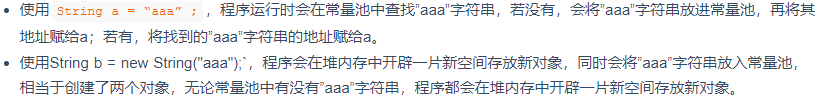 • 使用 String a = “aaa” ; ，程序运行时会在常量池中查找”aaa”字符串，若没有，会将”aaa”字符串放进常量池，再将其
地址赋给a；若有，将找到的”aaa”字符串的地址赋给a。
• 使用String b = new String("aaa");`，程序会在堆内存中开辟一片新空间存放新对象，同时会将”aaa”字符串放入常量池，
相当于创建了两个对象，无论常量池中有没有”aaa”字符串，程序都会在堆内存中开辟一片新空间存放新对象。